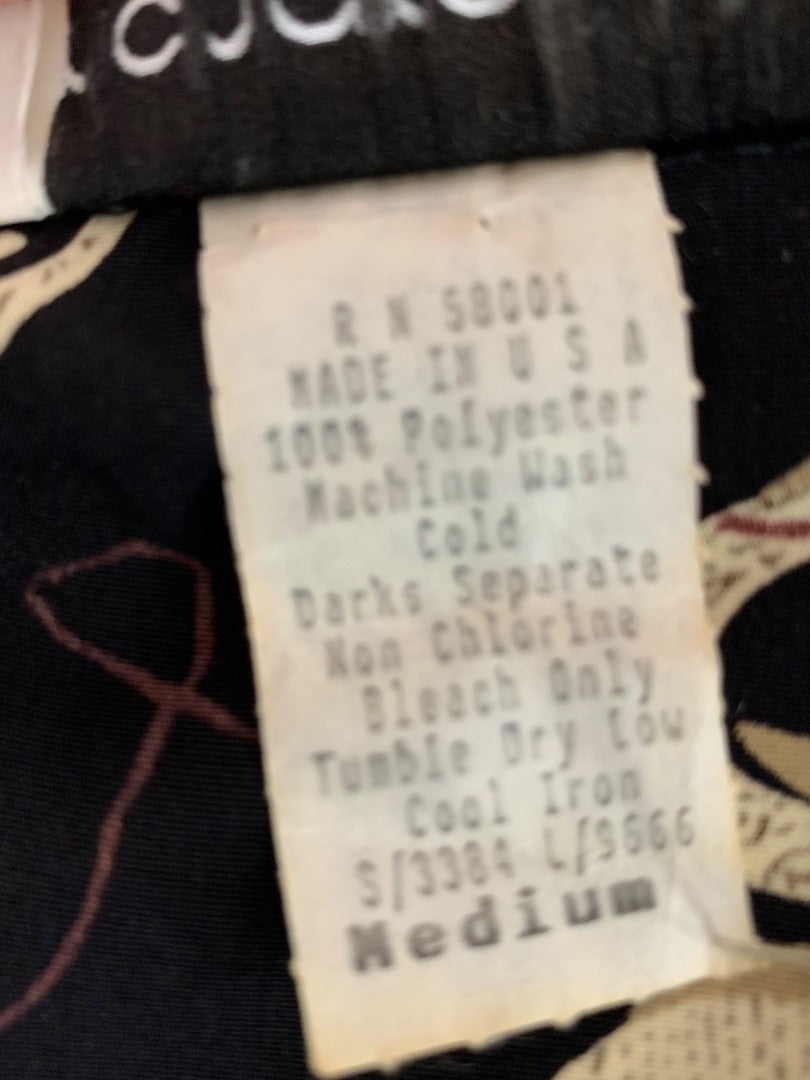 R N 58001
MADE IN U S A
100% Polyester
Machine Wash
Cold
Darks Separate
Non Chlorine
Bleach Only
Tumble Dry Low
Cool Iron
S/3384 L/9666
Medium